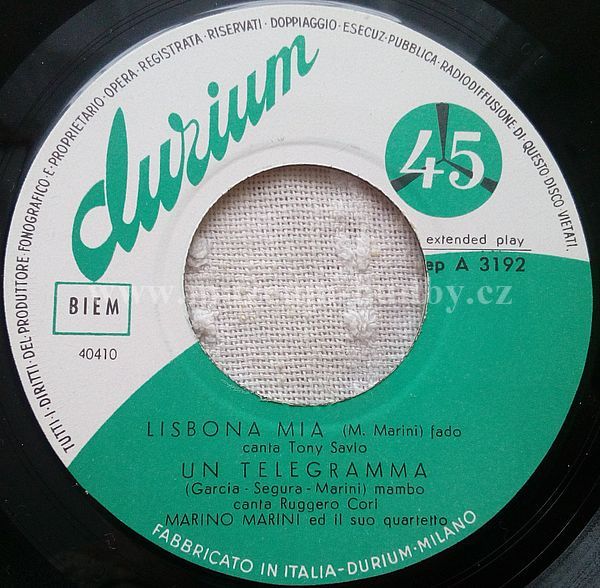 TUTTI·I·DIRITTI·DEL·PRODUTTORE·FONOGRAFICO·E·PROPRIETARIO·OPERA·REGISTRATA·RISERVATI·DOPPIAGGIO·ESECUZ·PUBBLICA·RADIODIFFUSIONE·DI QUESTO DISCO VIETATI.
durium
45
extended play
ep A 3192
BIEM
40410
LISBONA MIA (M. Marini) fado
canta Tony Savio
UN TELEGRAMMA
(Garcia - Segura - Marini) mambo
canta Ruggero Cori
MARINO MARINI ed il suo quartetto
FABBRICATO IN ITALIA-DURIUM-MILANO